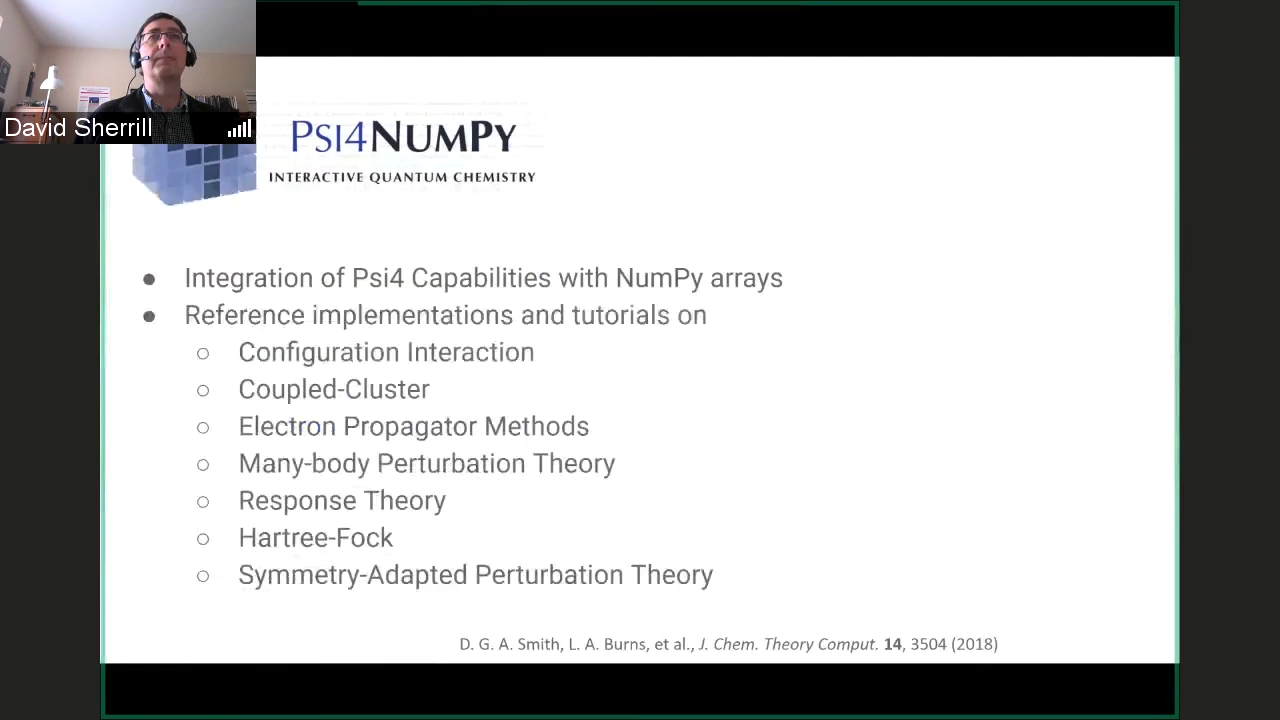 David Sherrill
PSI4NUMPY
INTERACTIVE QUANTUM CHEMISTRY
● Integration of Psi4 Capabilities with NumPy arrays
● Reference implementations and tutorials on
○ Configuration Interaction
○ Coupled-Cluster
○ Electron Propagator Methods
○ Many-body Perturbation Theory
○ Response Theory
○ Hartree-Fock
○ Symmetry-Adapted Perturbation Theory
D. G. A. Smith, L. A. Burns, et al., J. Chem. Theory Comput. 14, 3504 (2018)